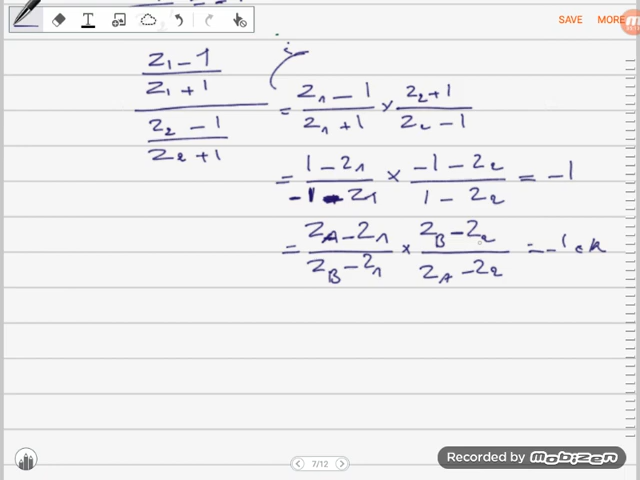 SAVE MORE
z₁ - 1
z₁ + 1
z₂ - 1
z₂ + 1
= z₁ - 1 / z₁ + 1 × z₂ + 1 / z₂ - 1
= 1 - z₁ / -1 - z₁ × -1 - z₂ / 1 - z₂ = -1
= z_A - z₁ / z_B - z₁ × z_B - z₂ / z_A - z₂ = -1
7/12
Recorded by mobizen